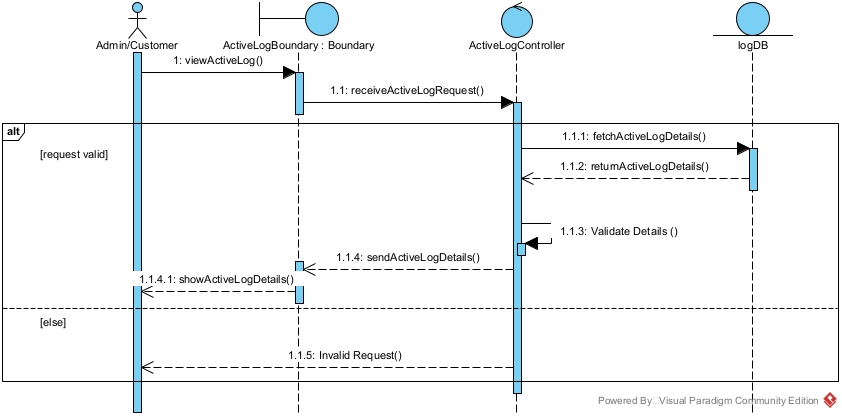 Admin/Customer
ActiveLogBoundary : Boundary
ActiveLogController
logDB
1: viewActiveLog()
1.1: receiveActiveLogRequest()
alt
[request valid]
1.1.1: fetchActiveLogDetails()
1.1.2: returnActiveLogDetails()
1.1.3: Validate Details ()
1.1.4: sendActiveLogDetails()
1.1.4.1: showActiveLogDetails()
[else]
1.1.5: Invalid Request()
Powered By Visual Paradigm Community Edition